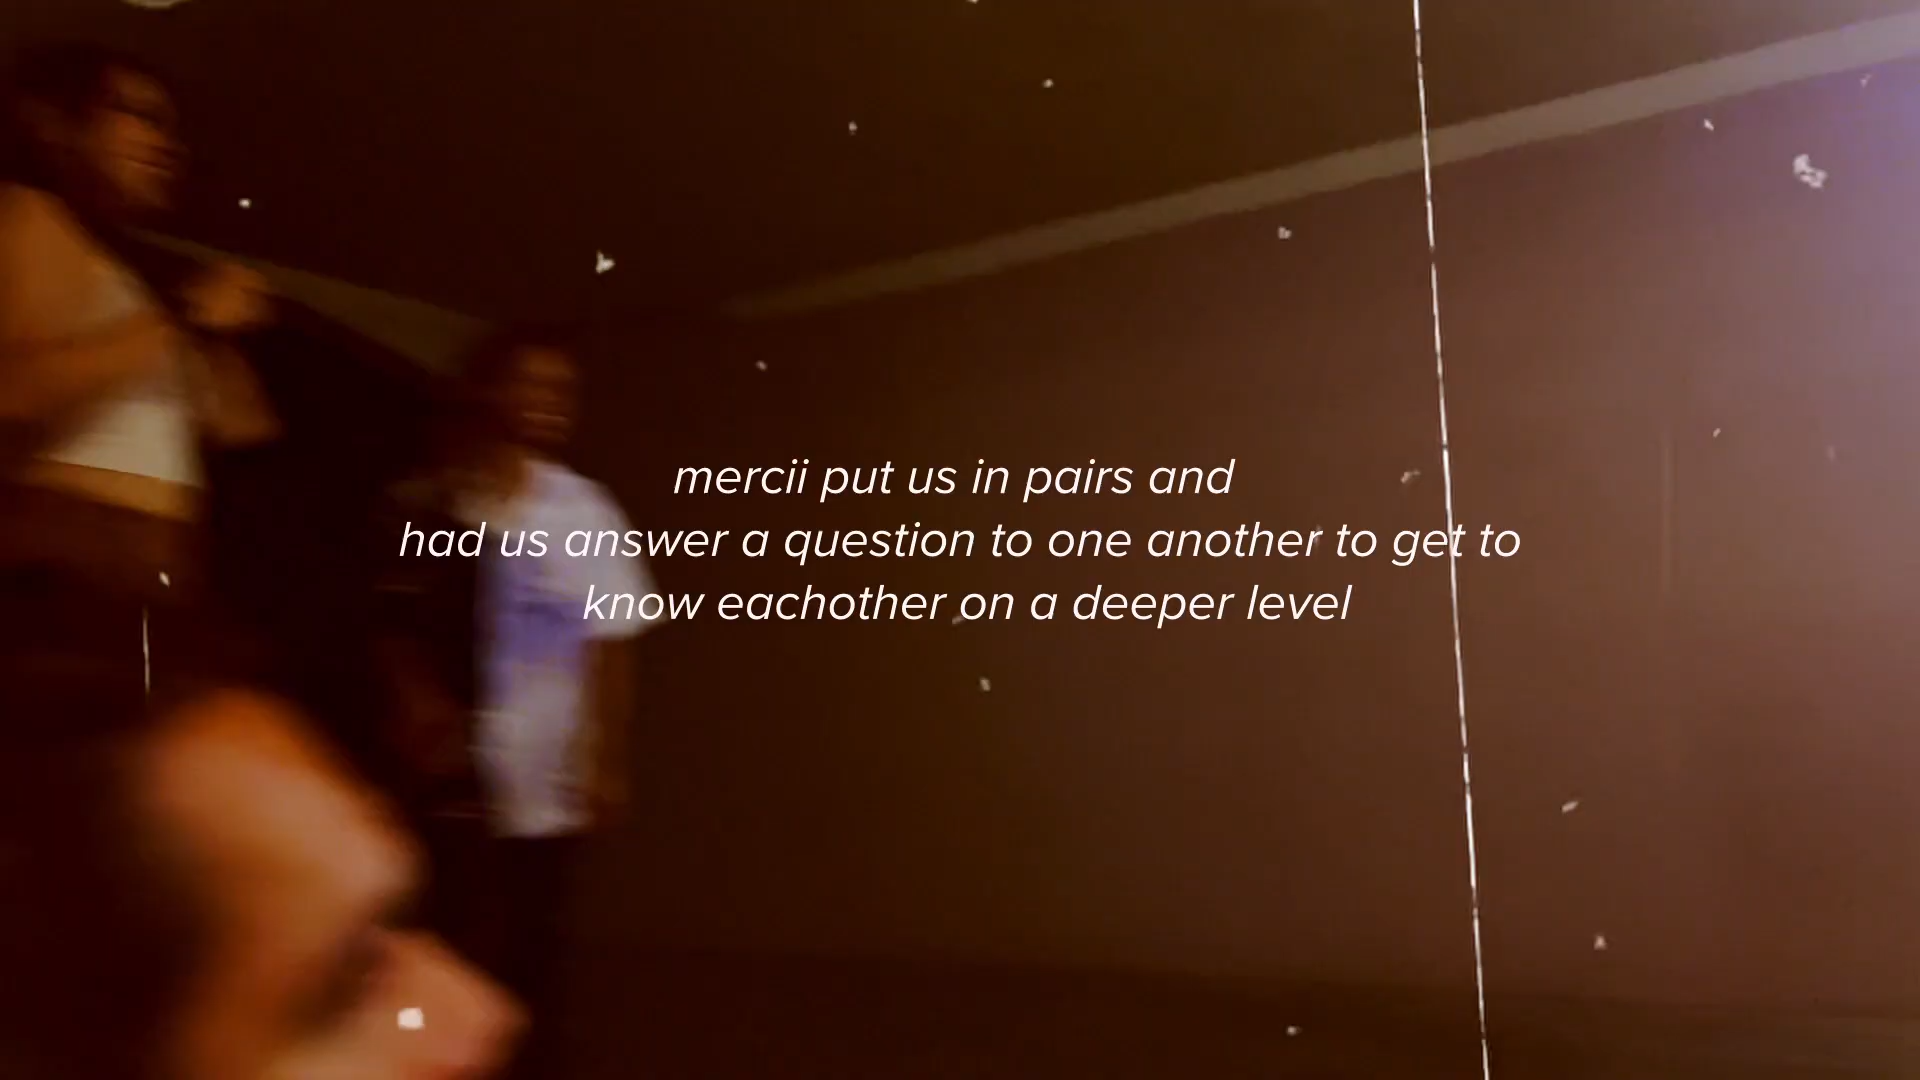 mercii put us in pairs and
had us answer a question to one another to get to
know eachother on a deeper level